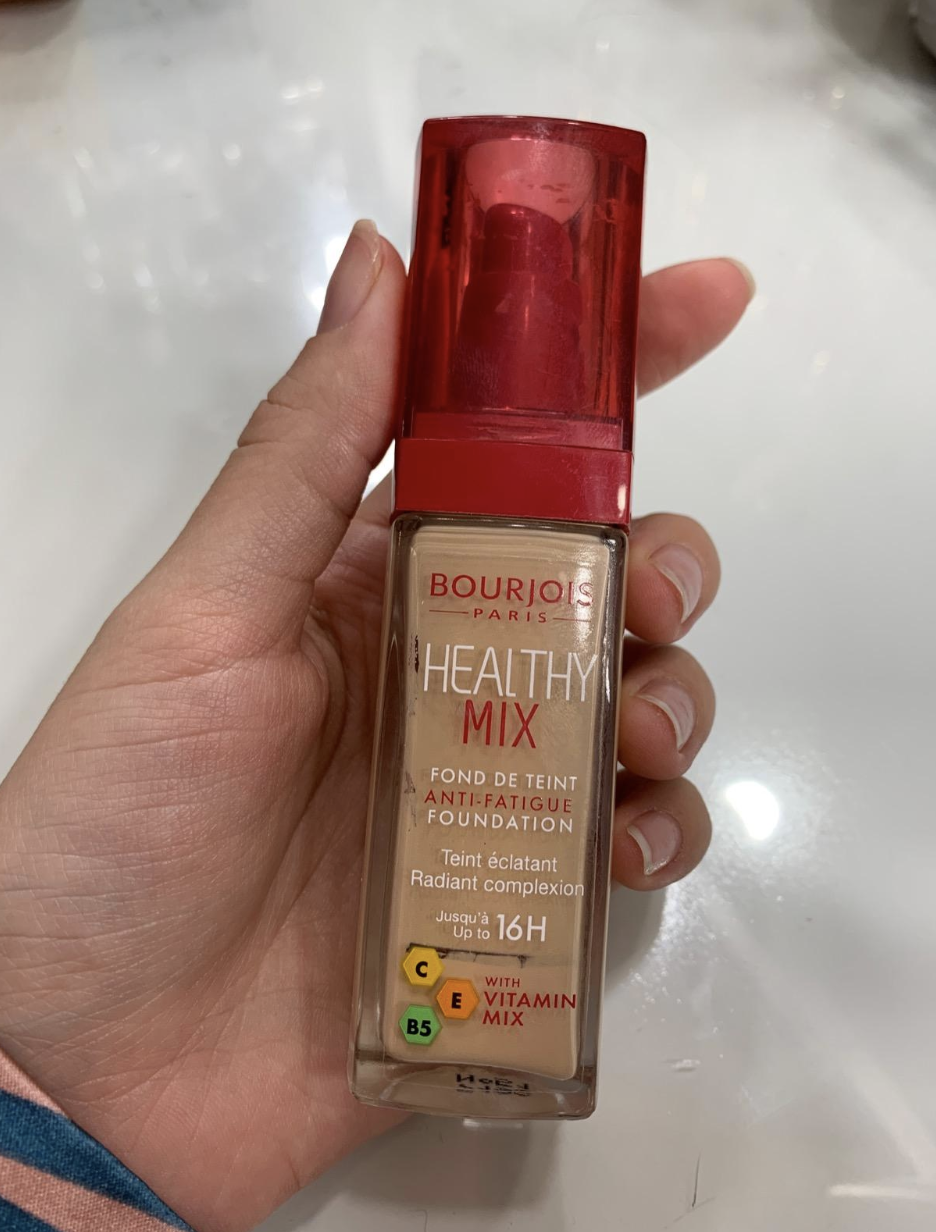 BOURJOIS
PARIS
HEALTHY
MIX
FOND DE TEINT
ANTI-FATIGUE
FOUNDATION
Teint éclatant
Radiant complexion
Jusqu'à
Up to 16H
C
E
B5
WITH
VITAMIN
MIX